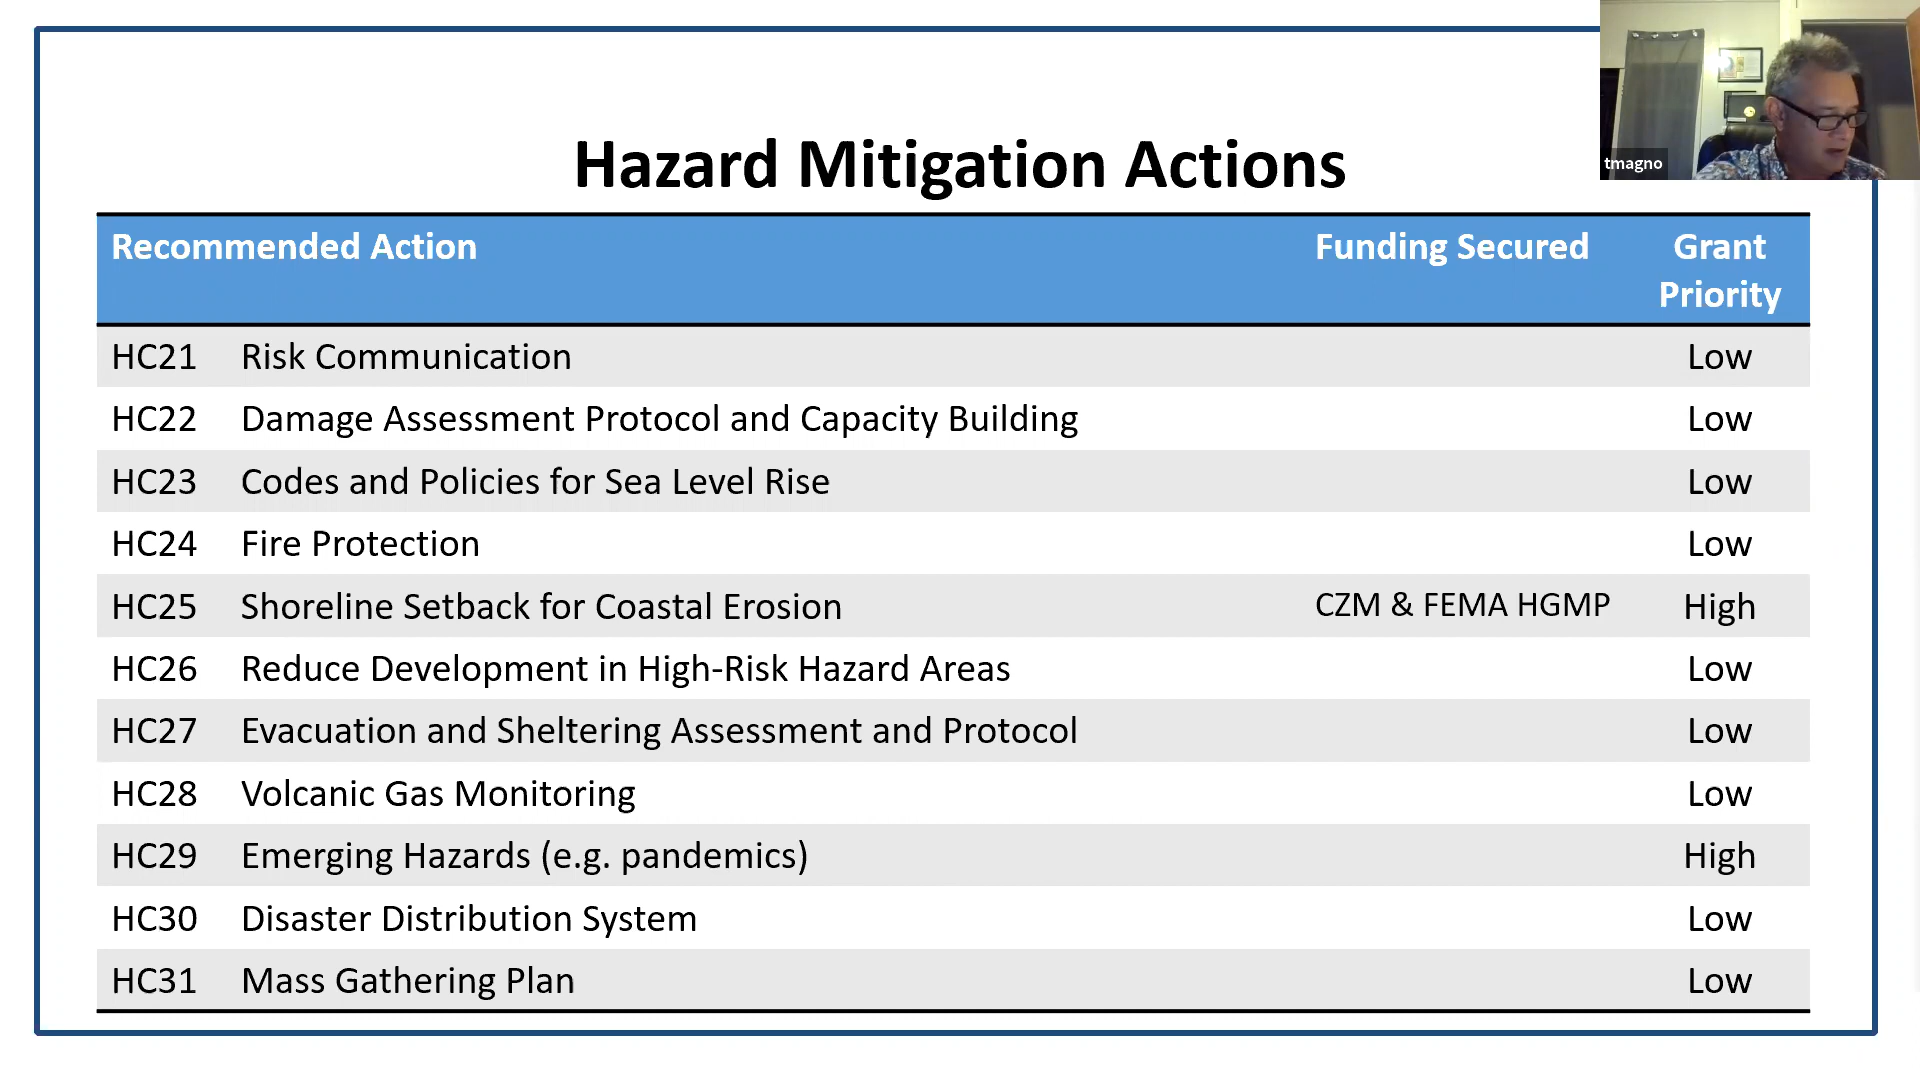 tmagno
Hazard Mitigation Actions
Recommended Action Funding Secured Grant Priority
HC21 Risk Communication Low
HC22 Damage Assessment Protocol and Capacity Building Low
HC23 Codes and Policies for Sea Level Rise Low
HC24 Fire Protection Low
HC25 Shoreline Setback for Coastal Erosion CZM & FEMA HGMP High
HC26 Reduce Development in High-Risk Hazard Areas Low
HC27 Evacuation and Sheltering Assessment and Protocol Low
HC28 Volcanic Gas Monitoring Low
HC29 Emerging Hazards (e.g. pandemics) High
HC30 Disaster Distribution System Low
HC31 Mass Gathering Plan Low